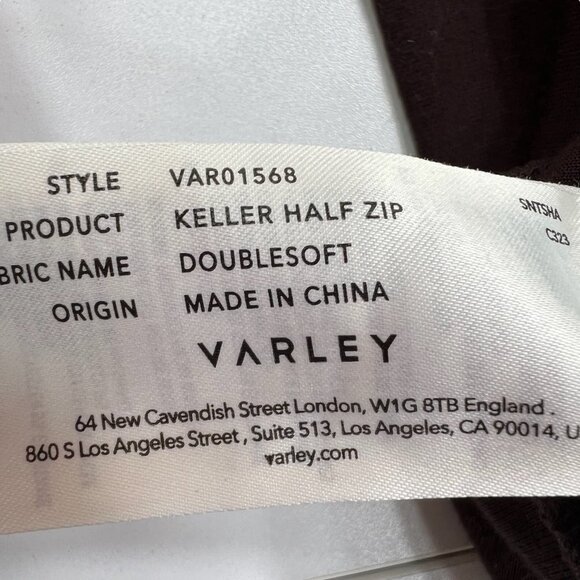 STYLE VAR01568
PRODUCT KELLER HALF ZIP
BRIC NAME DOUBLESOFT
ORIGIN MADE IN CHINA
SNTSHA
C323
VARLEY
64 New Cavendish Street London, W1G 8TB England .
860 S Los Angeles Street , Suite 513, Los Angeles, CA 90014, U
varley.com